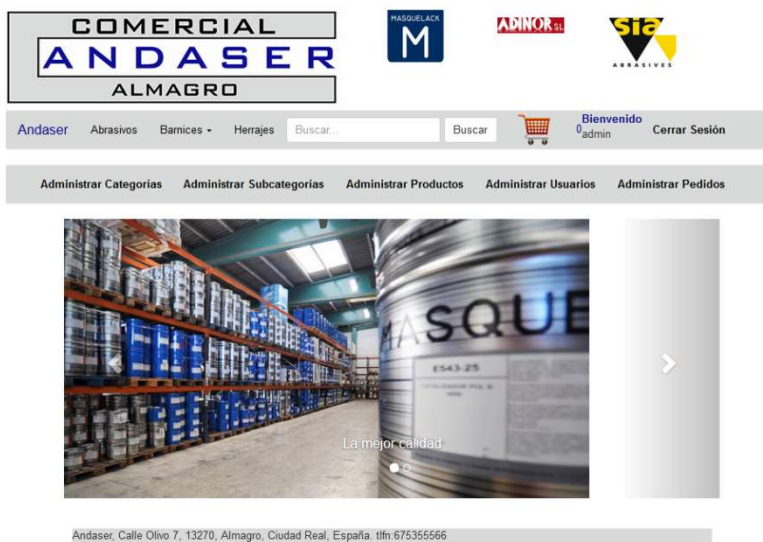 COMERCIAL
ANDASER
ALMAGRO
MASQUELACK
M
ADINOR SL
sia
ABRASIVES
Andaser Abrasivos Barnices Herrajes Buscar... Buscar 0 Bienvenido admin Cerrar Sesión
Administrar Categorías Administrar Subcategorías Administrar Productos Administrar Usuarios Administrar Pedidos
MASQUE
E543-25
CATALIZADOR POL
La mejor calidad
Andaser, Calle Olivo 7, 13270, Almagro, Ciudad Real, España. tlfn:675355566